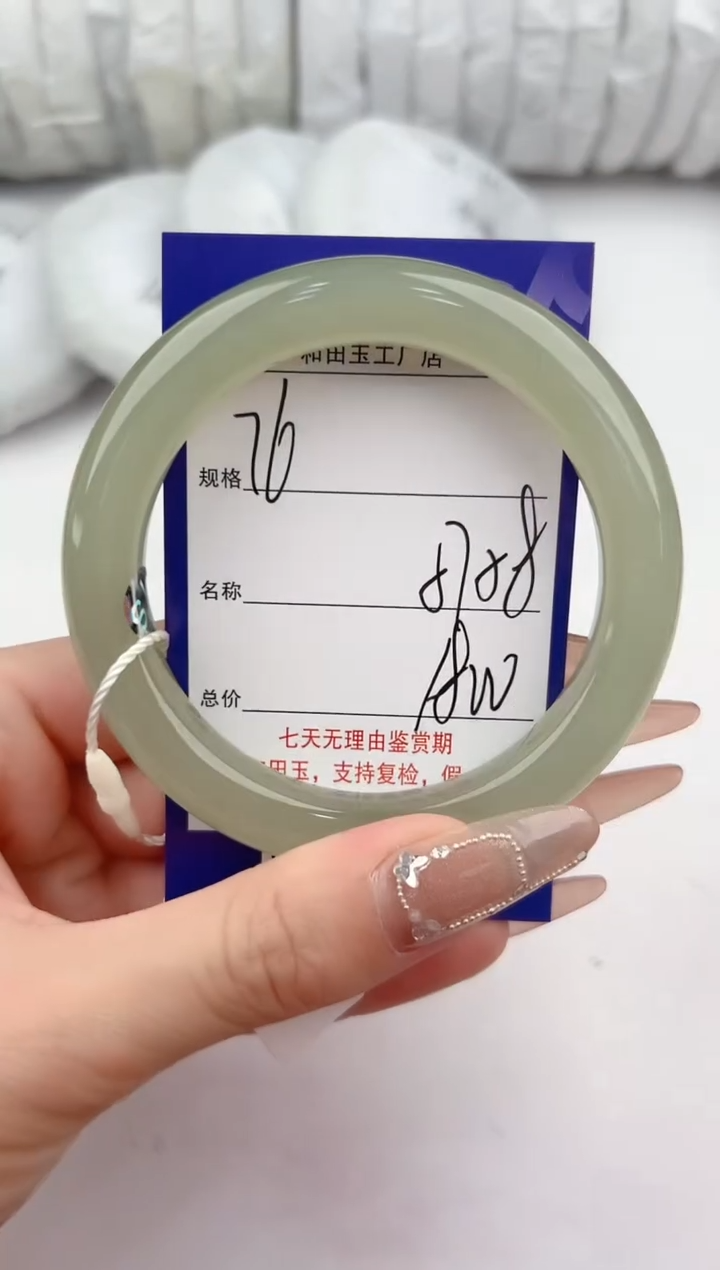 和田玉工厂店
规格 76
名称
总价
七天无理由鉴赏期
田玉，支持复检，假